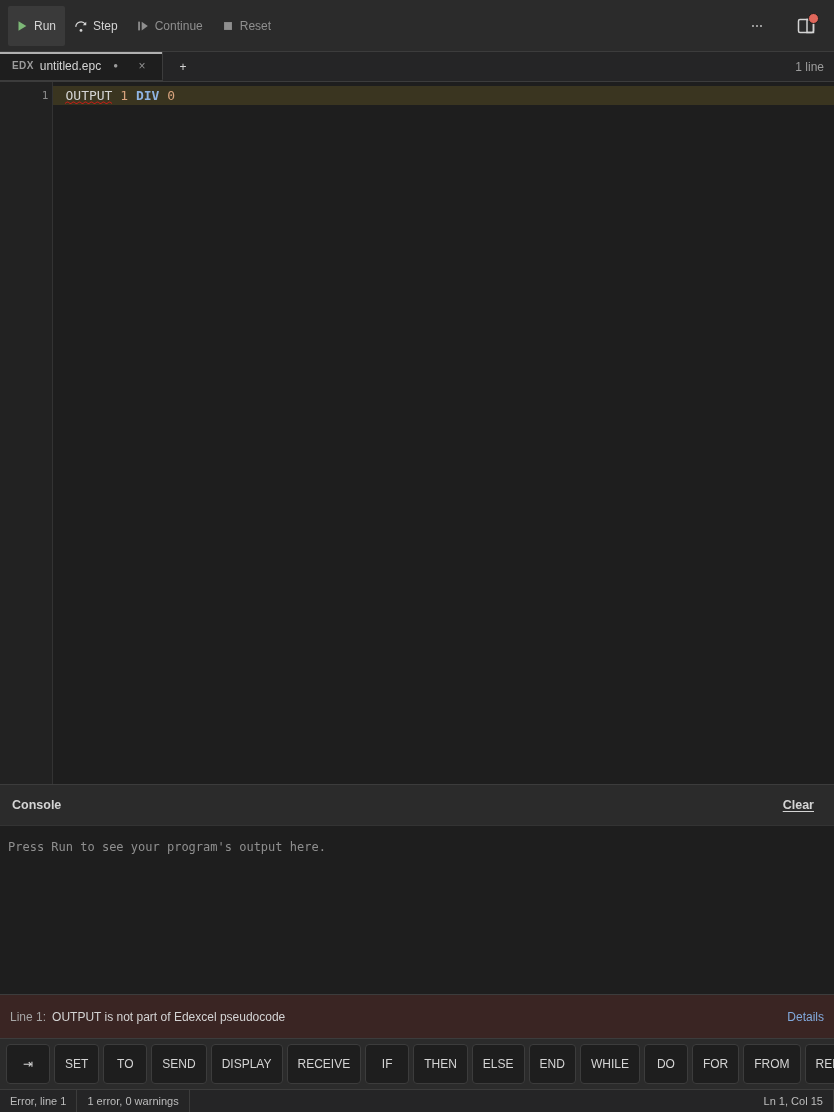 Run Step Continue Reset ···
EDX untitled.epc • × + 1 line
1 OUTPUT 1 DIV 0
Console Clear
Press Run to see your program's output here.
Line 1: OUTPUT is not part of Edexcel pseudocode Details
⇥ SET TO SEND DISPLAY RECEIVE IF THEN ELSE END WHILE DO FOR FROM
Error, line 1 1 error, 0 warnings Ln 1, Col 15